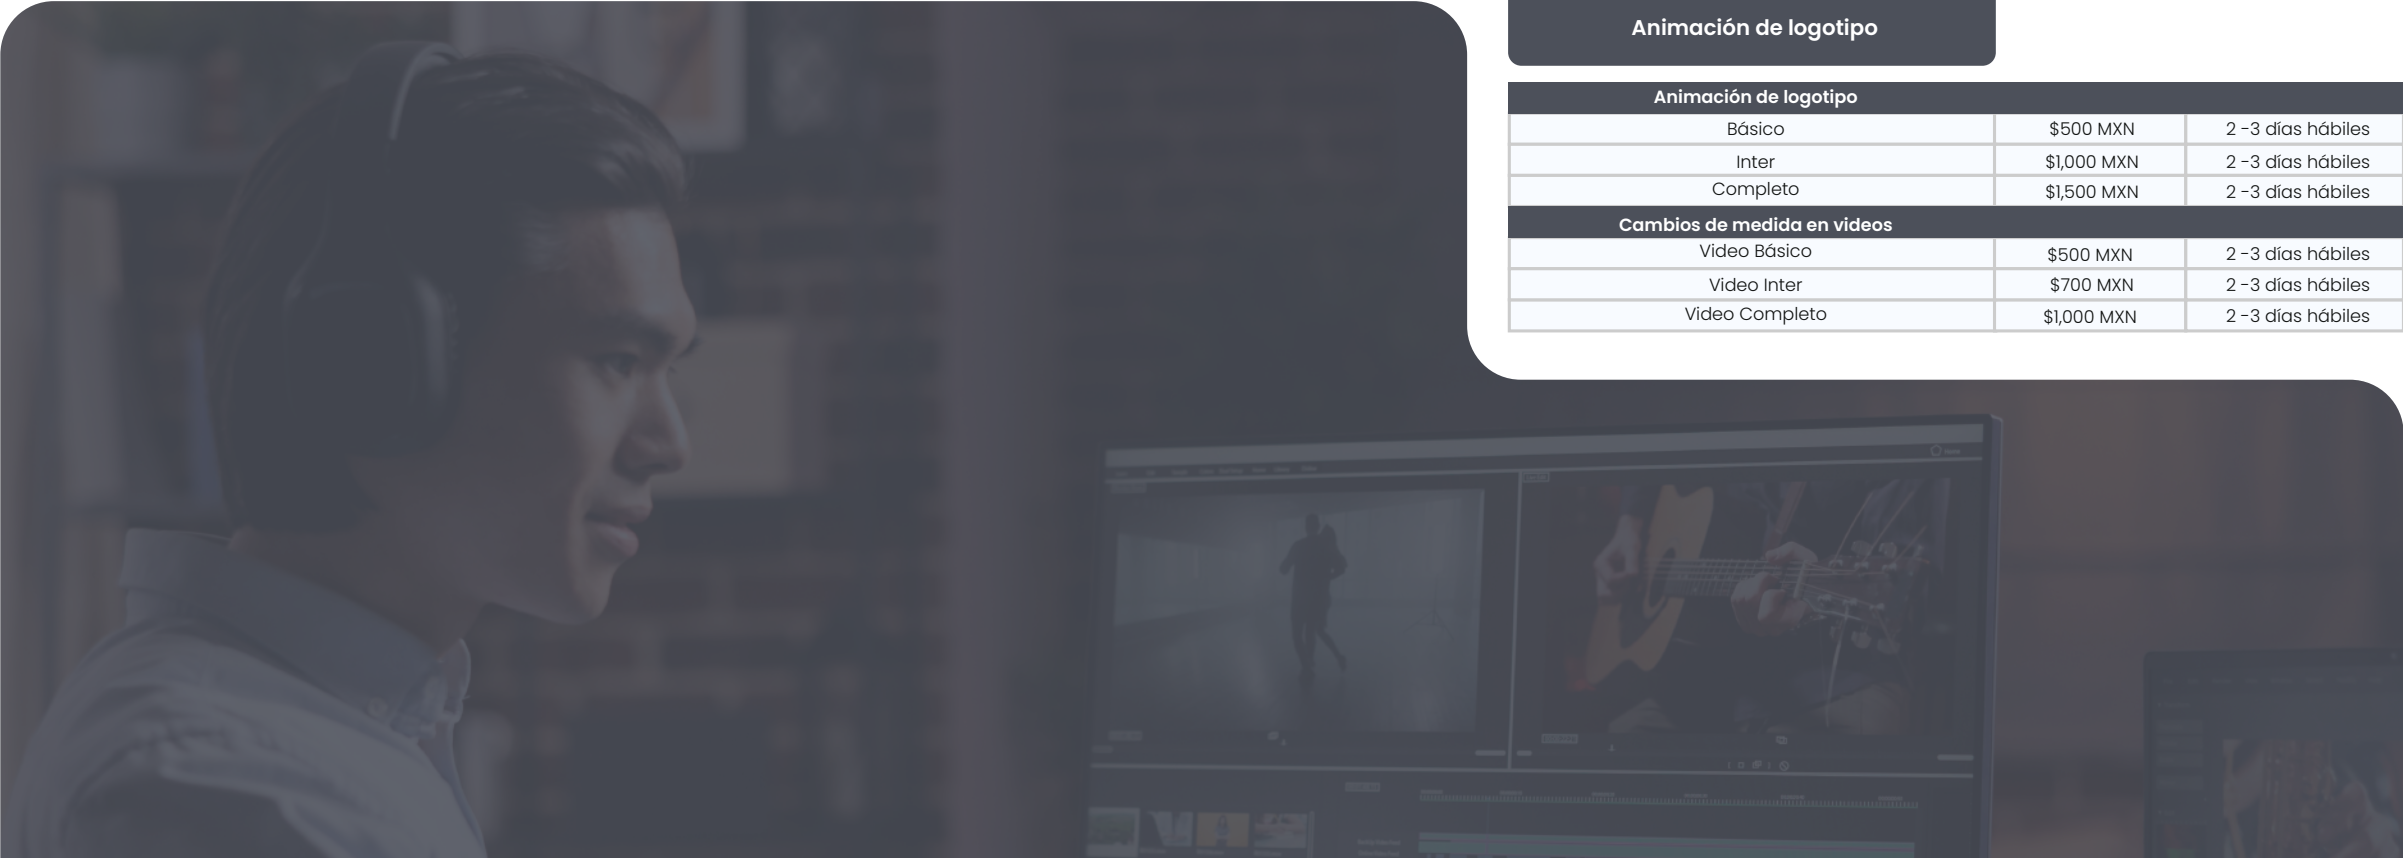 Animación de logotipo
Animación de logotipo
Básico $500 MXN 2 -3 días hábiles
Inter $1,000 MXN 2 -3 días hábiles
Completo $1,500 MXN 2 -3 días hábiles
Cambios de medida en videos
Video Básico $500 MXN 2 -3 días hábiles
Video Inter $700 MXN 2 -3 días hábiles
Video Completo $1,000 MXN 2 -3 días hábiles